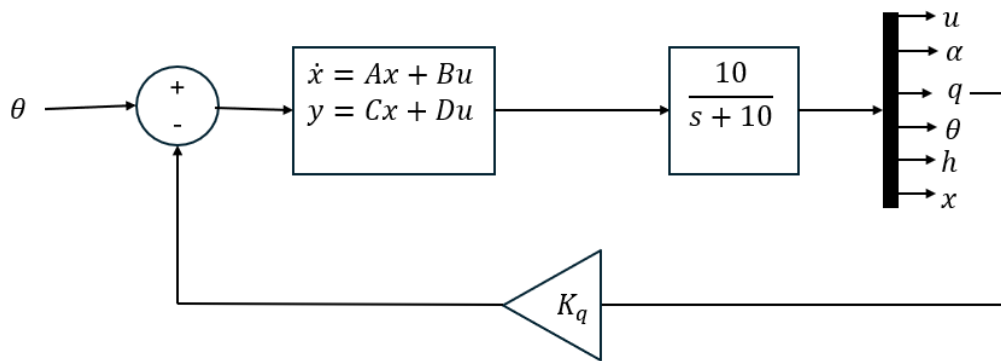 θ
+
-
ẋ = Ax + Bu
y = Cx + Du
10
s + 10
u
α
q
θ
h
x
K_q